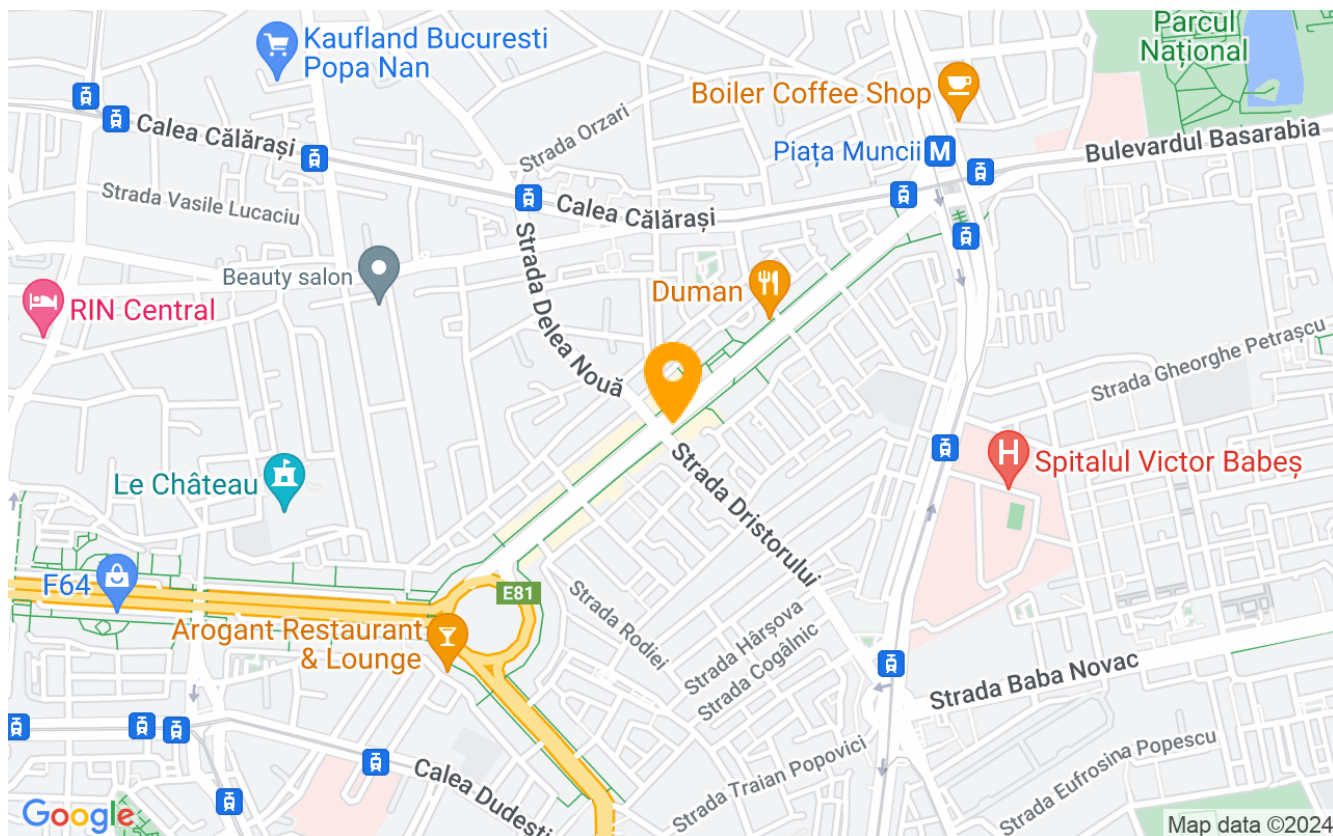 Parcul
Național
Kaufland Bucuresti
Popa Nan
Boiler Coffee Shop
Calea Călărași
Strada Orzari
Piața Muncii
M
Bulevardul Basarabia
Strada Vasile Lucaciu
Calea Călărași
Strada Delea Nouă
Beauty salon
Duman
RIN Central
Strada Gheorghe Petrașcu
H
Spitalul Victor Babeș
Le Château
Strada Dristorului
F64
E81
Arogant Restaurant
& Lounge
Strada Rodiei
Strada Hârșova
Strada Cogâlnic
Strada Baba Novac
Strada Traian Popovici
Strada Eufrosina Popescu
Calea Dudești
Google
Map data ©2024